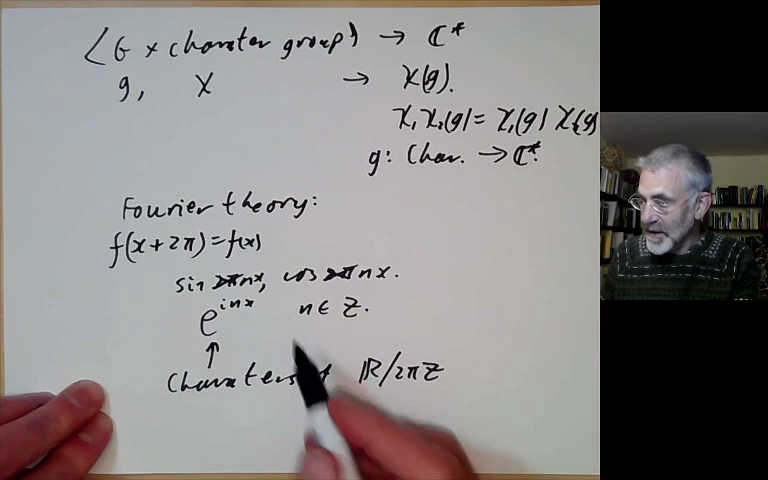 (G × character group) → ℂ*
g, χ → χ(g).
χ₁χ₂(g) = χ₁(g) χ₂(g)
g: Char. → ℂ*.
Fourier theory:
f(x+2π)=f(x)
sin nx, cos nx.
e^{inx} n ∈ Z.
↑
Characters of ℝ/2πZ